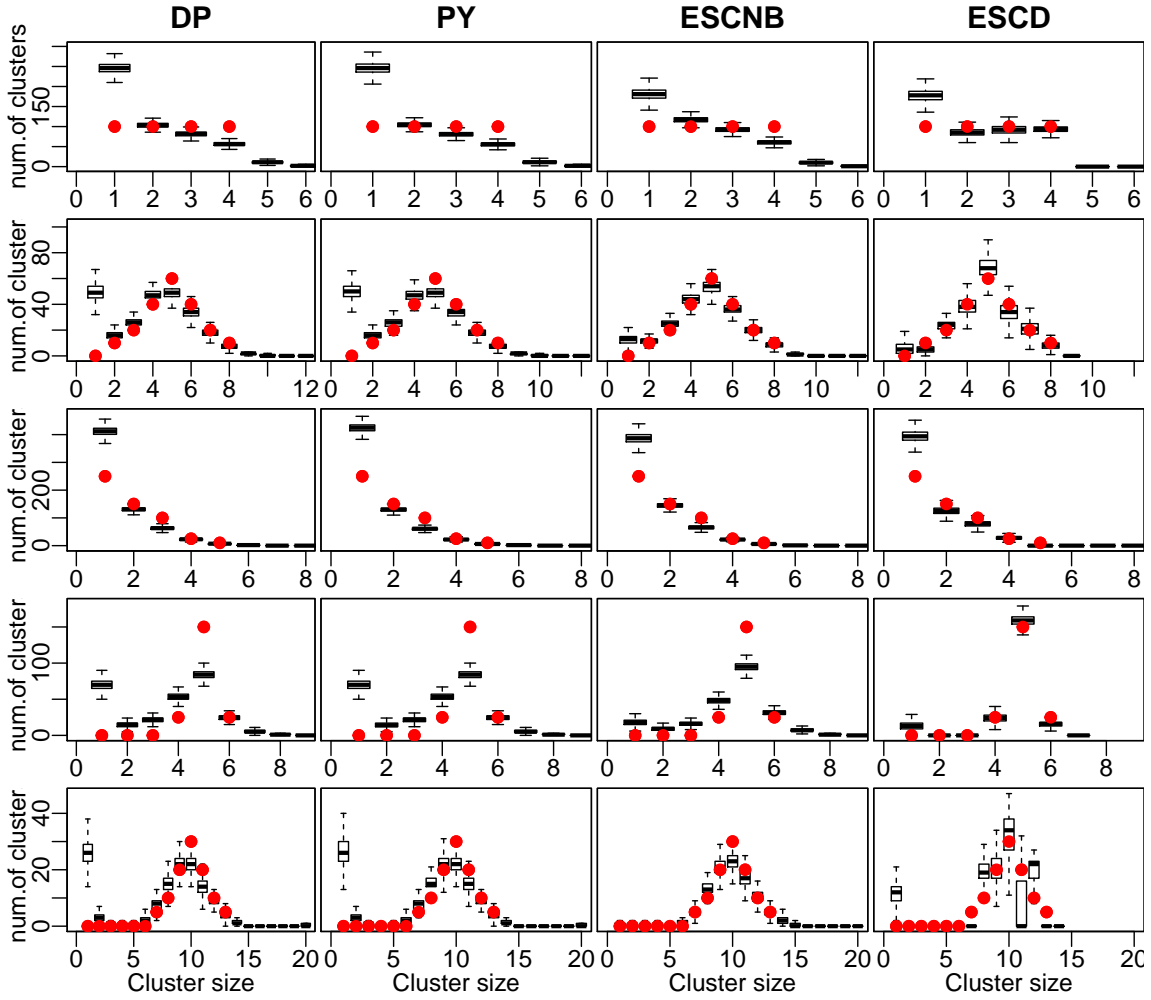 DP PY ESCNB ESCD
num.of clusters
0 150
0 1 2 3 4 5 6 0 1 2 3 4 5 6 0 1 2 3 4 5 6 0 1 2 3 4 5 6
num.of cluster
0 40 80
0 2 4 6 8 10 12 0 2 4 6 8 10 0 2 4 6 8 10 0 2 4 6 8 10
num.of cluster
0 200
0 2 4 6 8 0 2 4 6 8 0 2 4 6 8 0 2 4 6 8
num.of cluster
0 100
0 2 4 6 8 0 2 4 6 8 0 2 4 6 8 0 2 4 6 8
num.of cluster
0 20 40
0 5 10 15 20 0 5 10 15 20 0 5 10 15 20 0 5 10 15 20
Cluster size Cluster size Cluster size Cluster size